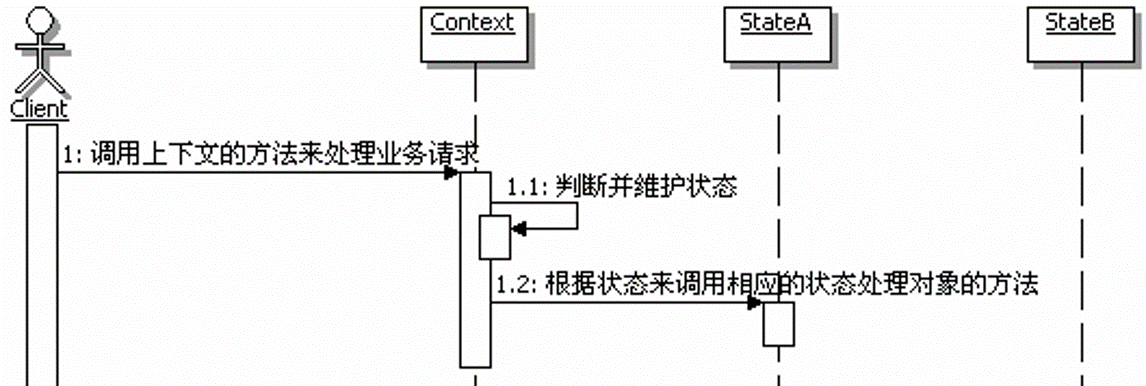 Context
StateA
StateB
Client
1: 调用上下文的方法来处理业务请求
1.1: 判断并维护状态
1.2: 根据状态来调用相应的状态处理对象的方法